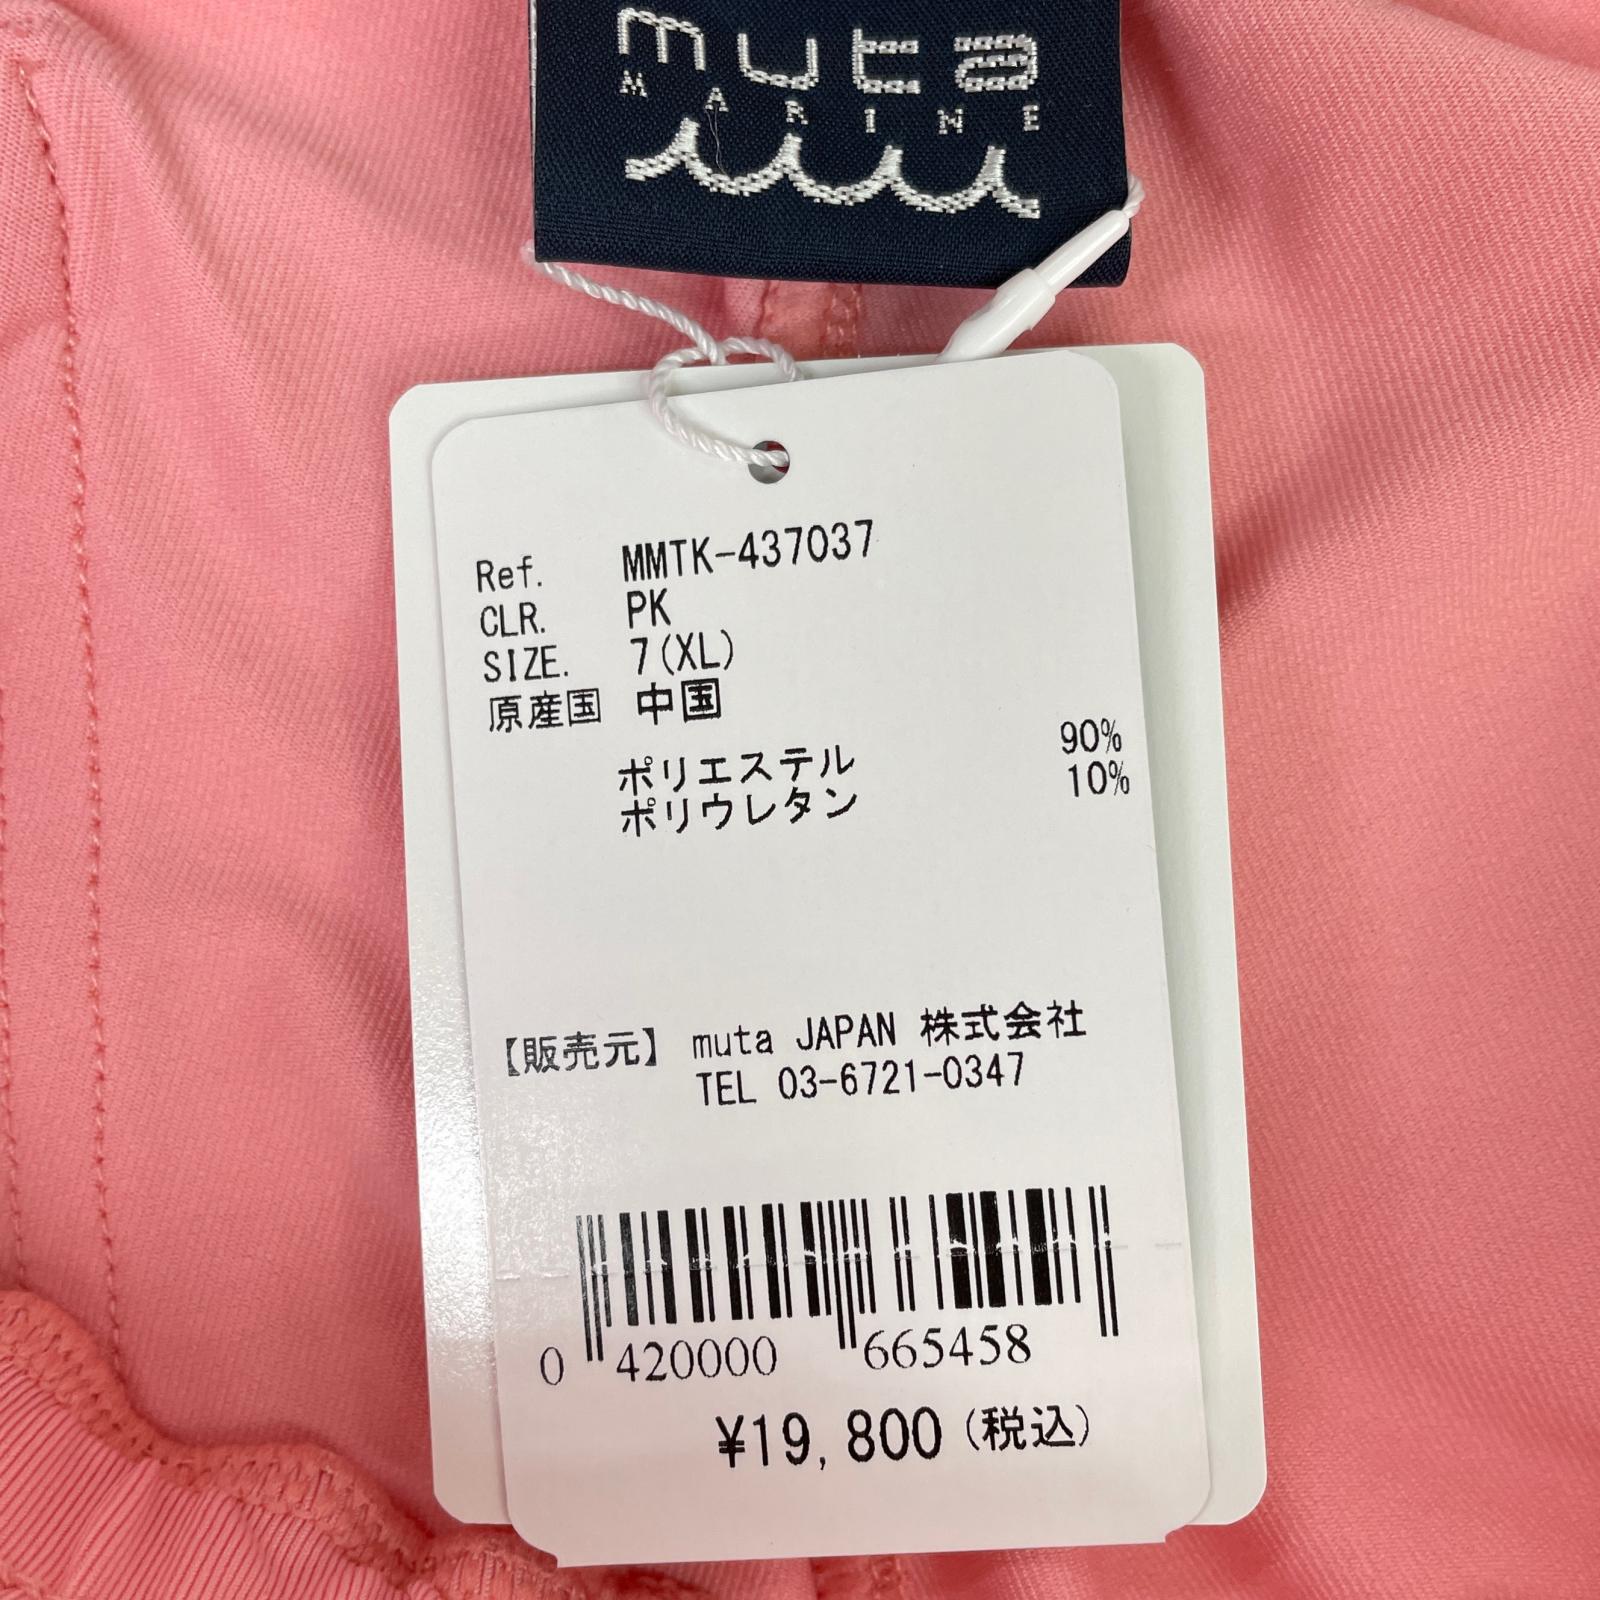 muta
MARINE
Ref. MMTK-437037
CLR. PK
SIZE. 7(XL)
原産国 中国
ポリエステル 90%
ポリウレタン 10%
【販売元】 muta JAPAN 株式会社
TEL 03-6721-0347
0 420000 665458
¥19,800(税込)